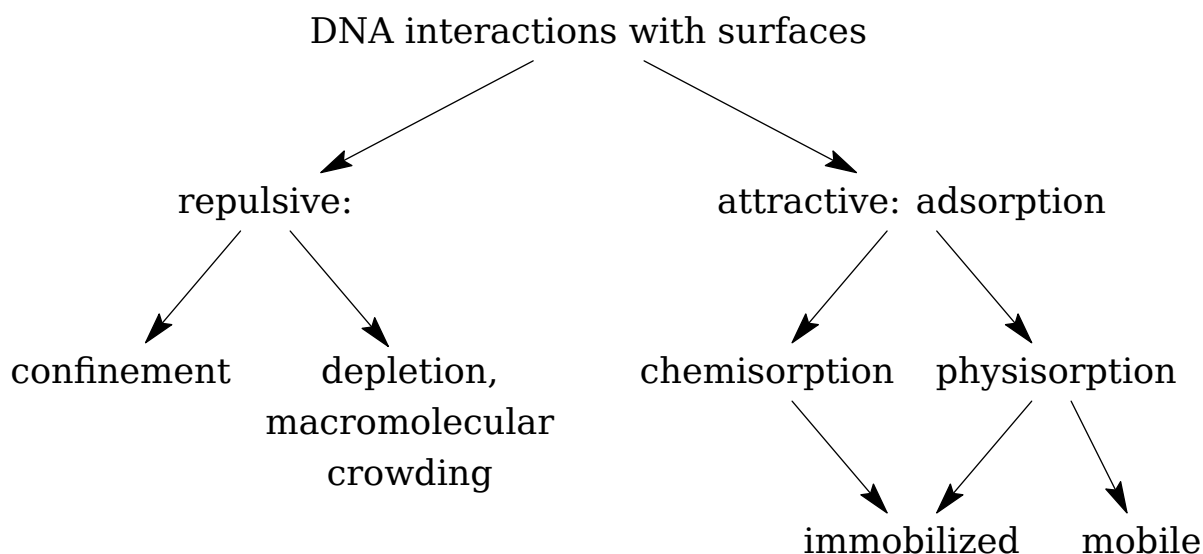 DNA interactions with surfaces
repulsive:
attractive: adsorption
confinement
depletion,
macromolecular
crowding
chemisorption
physisorption
immobilized
mobile